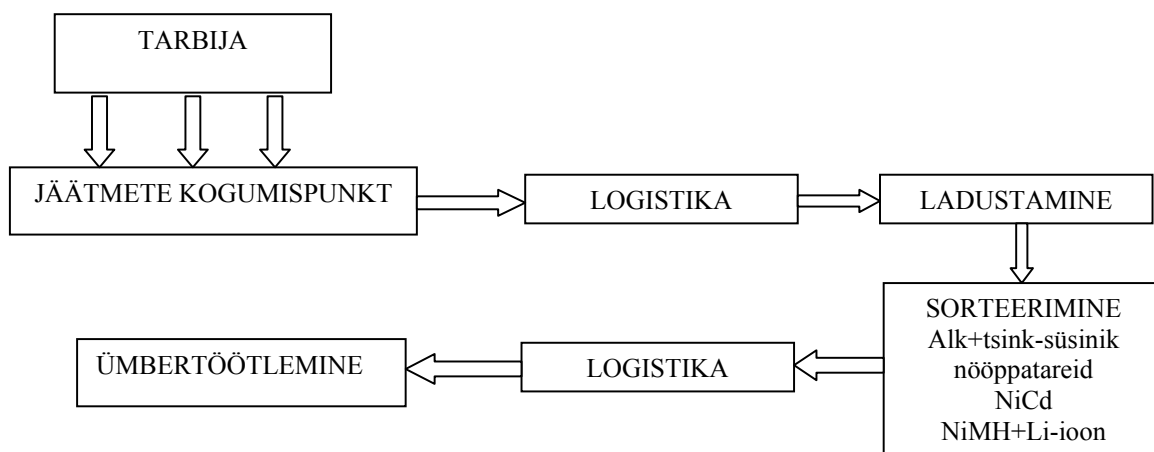 TARBIJA
JÄÄTMETE KOGUMISPUNKT
LOGISTIKA
LADUSTAMINE
SORTEERIMINE
Alk+tsink-süsinik
nööppatareid
NiCd
NiMH+Li-ioon
LOGISTIKA
ÜMBERTÖÖTLEMINE